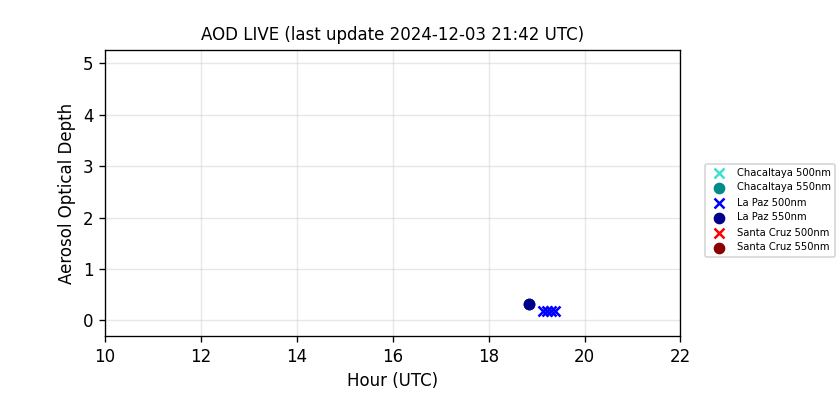 AOD LIVE (last update 2024-12-03 21:42 UTC)
Aerosol Optical Depth
5
4
3
2
1
0
10 12 14 16 18 20 22
Hour (UTC)
Chacaltaya 500nm
Chacaltaya 550nm
La Paz 500nm
La Paz 550nm
Santa Cruz 500nm
Santa Cruz 550nm